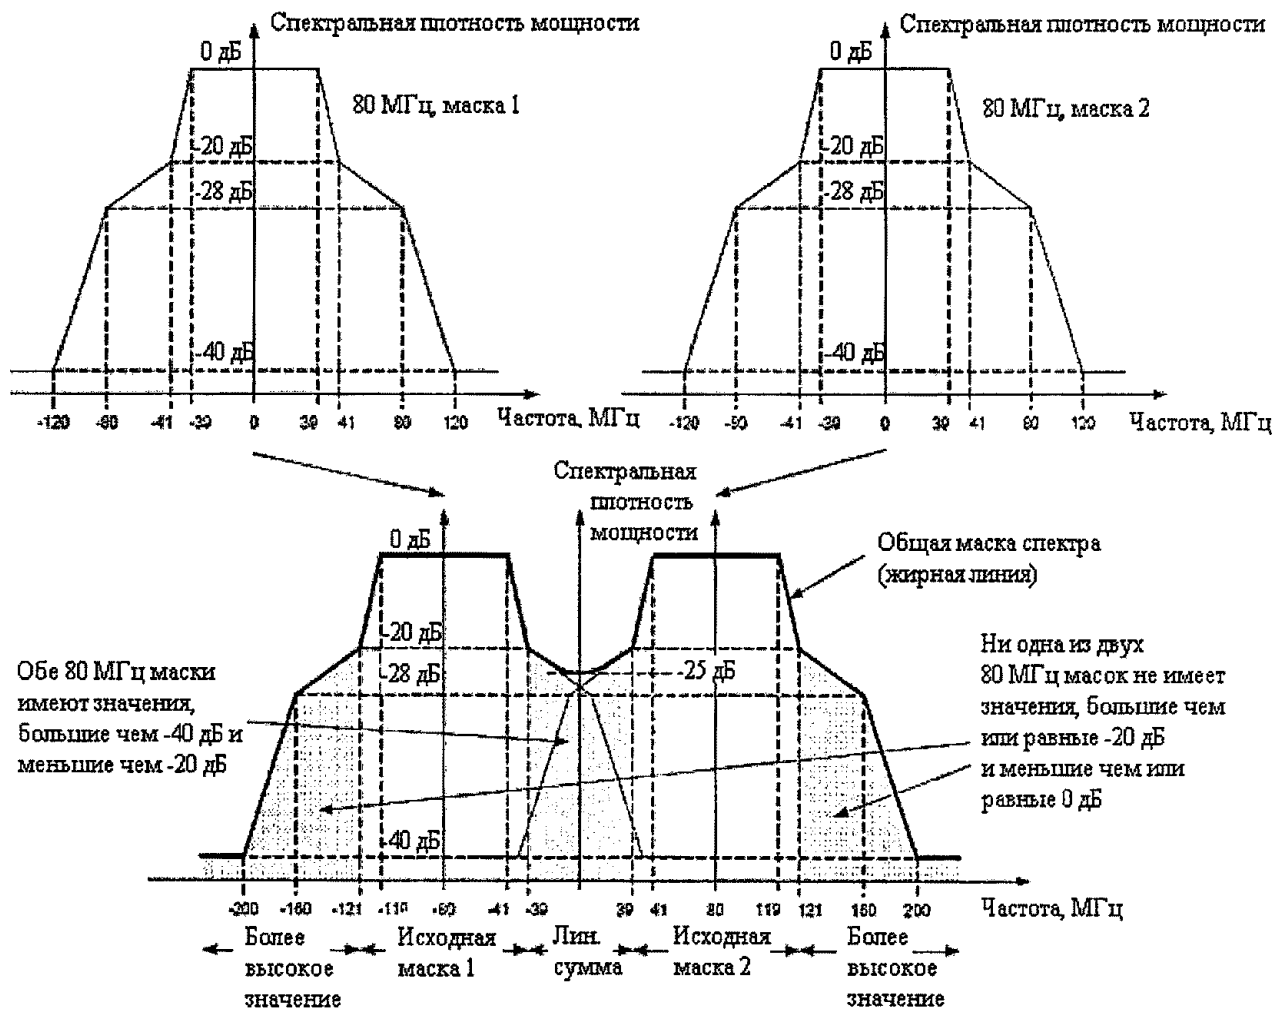 Спектральная плотность мощности
0 дБ
80 МГц, маска 1
-20 дБ
-28 дБ
-40 дБ
-120 -80 -41 -39 0 39 41 80 120
Частота, МГц
Спектральная плотность мощности
0 дБ
80 МГц, маска 2
-20 дБ
-28 дБ
-40 дБ
-120 -80 -41 -39 0 39 41 80 120
Частота, МГц
Спектральная
плотность
мощности
0 дБ
Общая маска спектра
(жирная линия)
-20 дБ
-28 дБ
-25 дБ
Обе 80 МГц маски
имеют значения,
большие чем -40 дБ и
меньшие чем -20 дБ
Ни одна из двух
80 МГц масок не имеет
значения, большие чем
или равные -20 дБ
и меньшие чем или
равные 0 дБ
-40 дБ
-200 -160 -121 -119 -80 -41 -39 39 41 80 119 121 160 200
Частота, МГц
Более
высокое
значение
Исходная
маска 1
Лин.
сумма
Исходная
маска 2
Более
высокое
значение